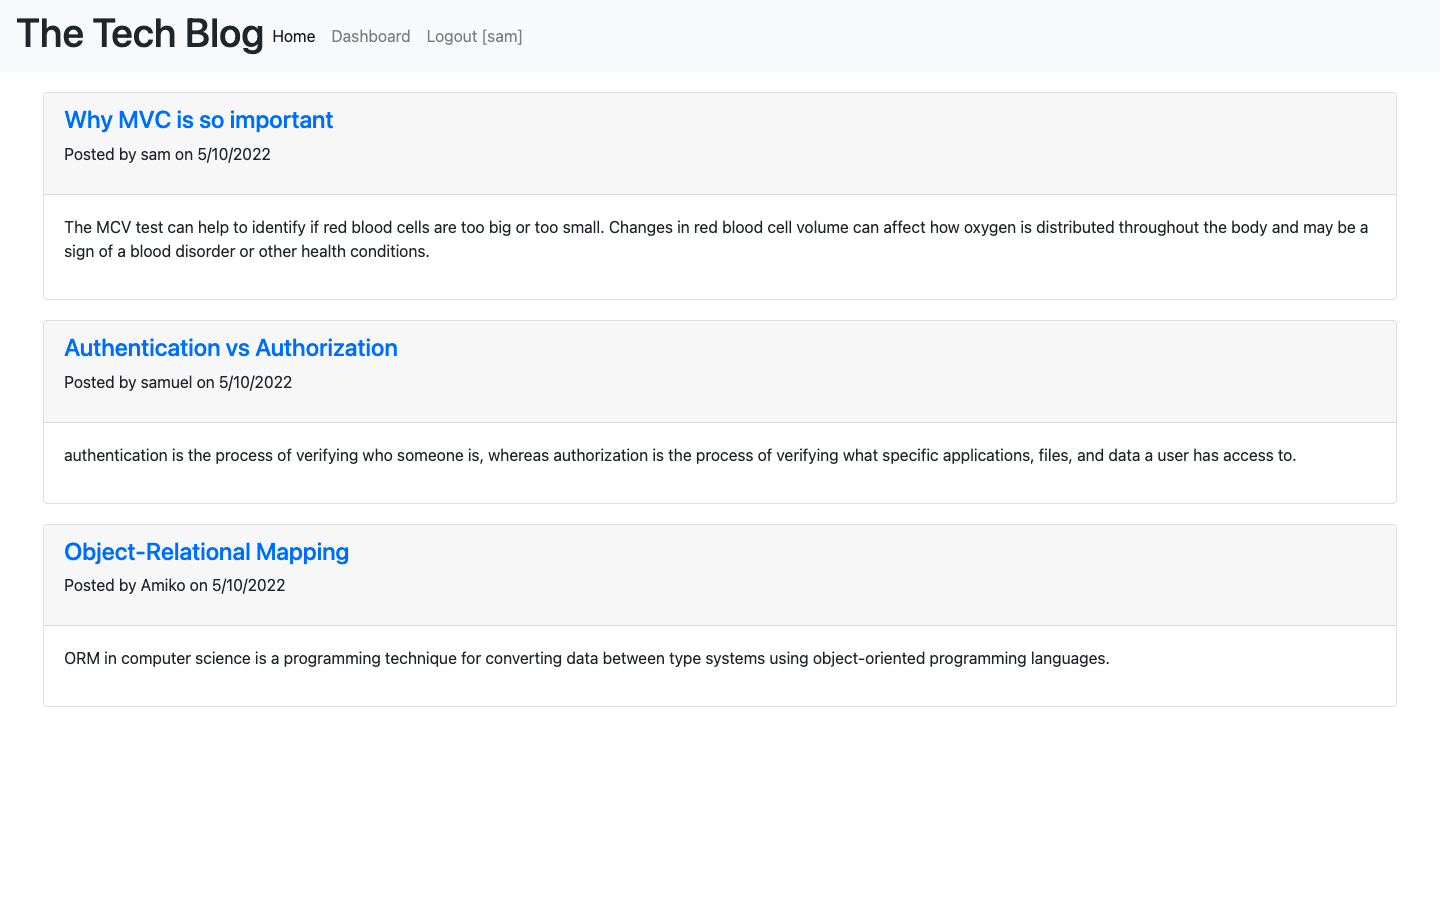 The Tech Blog Home Dashboard Logout [sam]
Why MVC is so important
Posted by sam on 5/10/2022
The MCV test can help to identify if red blood cells are too big or too small. Changes in red blood cell volume can affect how oxygen is distributed throughout the body and may be a
sign of a blood disorder or other health conditions.
Authentication vs Authorization
Posted by samuel on 5/10/2022
authentication is the process of verifying who someone is, whereas authorization is the process of verifying what specific applications, files, and data a user has access to.
Object-Relational Mapping
Posted by Amiko on 5/10/2022
ORM in computer science is a programming technique for converting data between type systems using object-oriented programming languages.